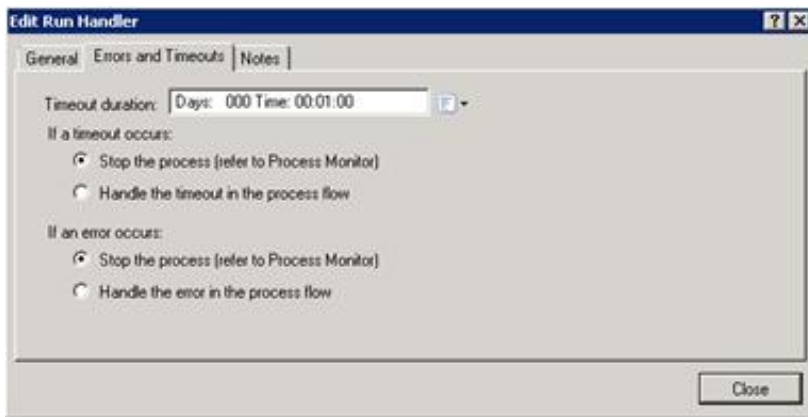 Edit Run Handler
General Errors and Timeouts Notes
Timeout duration: Days: 000 Time: 00:01:00
If a timeout occurs:
Stop the process (refer to Process Monitor)
Handle the timeout in the process flow
If an error occurs:
Stop the process (refer to Process Monitor)
Handle the error in the process flow
Close